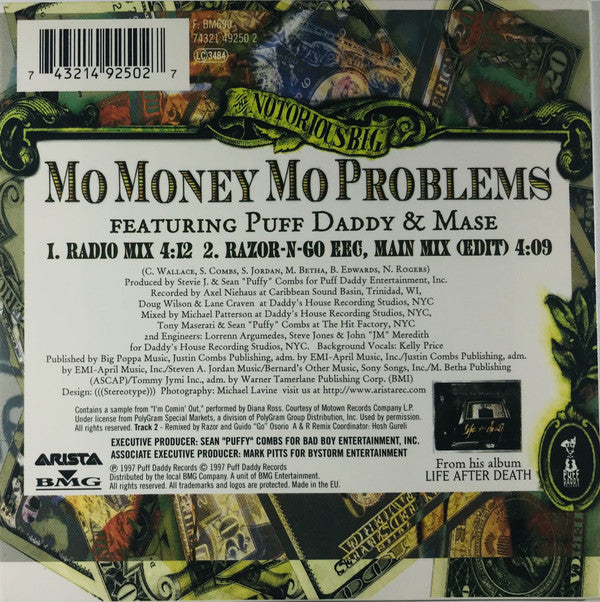 F: BM690
74321 49250 2
LC 3484
7 43214 92502 7
THE NOTORIOUS B.I.G.
MO MONEY MO PROBLEMS
FEATURING PUFF DADDY & MASE
1. RADIO MIX 4:12 2. RAZOR-N-GO EEC, MAIN MIX (EDIT) 4:09
(C. WALLACE, S. COMBS, S. JORDAN, M. BETHA, B. EDWARDS, N. ROGERS)
Produced by Stevie J. & Sean "Puffy" Combs for Puff Daddy Entertainment, Inc.
Recorded by Axel Niehaus at Caribbean Sound Basin, Trinidad, WI,
Doug Wilson & Lane Craven at Daddy's House Recording Studios, NYC
Mixed by Michael Patterson at Daddy's House Recording Studios, NYC,
Tony Maserati & Sean "Puffy" Combs at The Hit Factory, NYC
2nd Engineers: Lorrenn Argumedes, Steve Jones & John "JM" Meredith
for Daddy's House Recording Studios, NYC. Background Vocals: Kelly Price
Published by Big Poppa Music, Justin Combs Publishing, adm. by EMI-April Music, Inc./Justin Combs Publishing, adm.
by EMI-April Music, Inc./Steven A. Jordan Music/Bernard's Other Music, Sony Songs, Inc./M. Betha Publishing
(ASCAP)/Tommy Jymi Inc., adm. by Warner Tamerlane Publishing Corp. (BMI)
Design: (((Stereotype))) Photography: Michael Lavine visit us at http://www.aristarec.com
Contains a sample from "I'm Comin' Out," performed by Diana Ross. Courtesy of Motown Records Company L.P.
Under license from PolyGram Special Markets, a division of PolyGram Group Distribution, Inc. Used by permission.
All rights reserved. Track 2 - Remixed by Razor and Guido "Go" Osorio A & R Remix Coordinator: Hosh Gureli
EXECUTIVE PRODUCER: SEAN "PUFFY" COMBS FOR BAD BOY ENTERTAINMENT, INC.
ASSOCIATE EXECUTIVE PRODUCER: MARK PITTS FOR BYSTORM ENTERTAINMENT
ARISTA
BMG
℗ 1997 Puff Daddy Records © 1997 Puff Daddy Records
Distributed by the local BMG Company. A unit of BMG Entertainment.
All rights reserved. All trademarks and logos are protected. Made in the EU.
From his album
LIFE AFTER DEATH
PUFF DADDY RECORDS